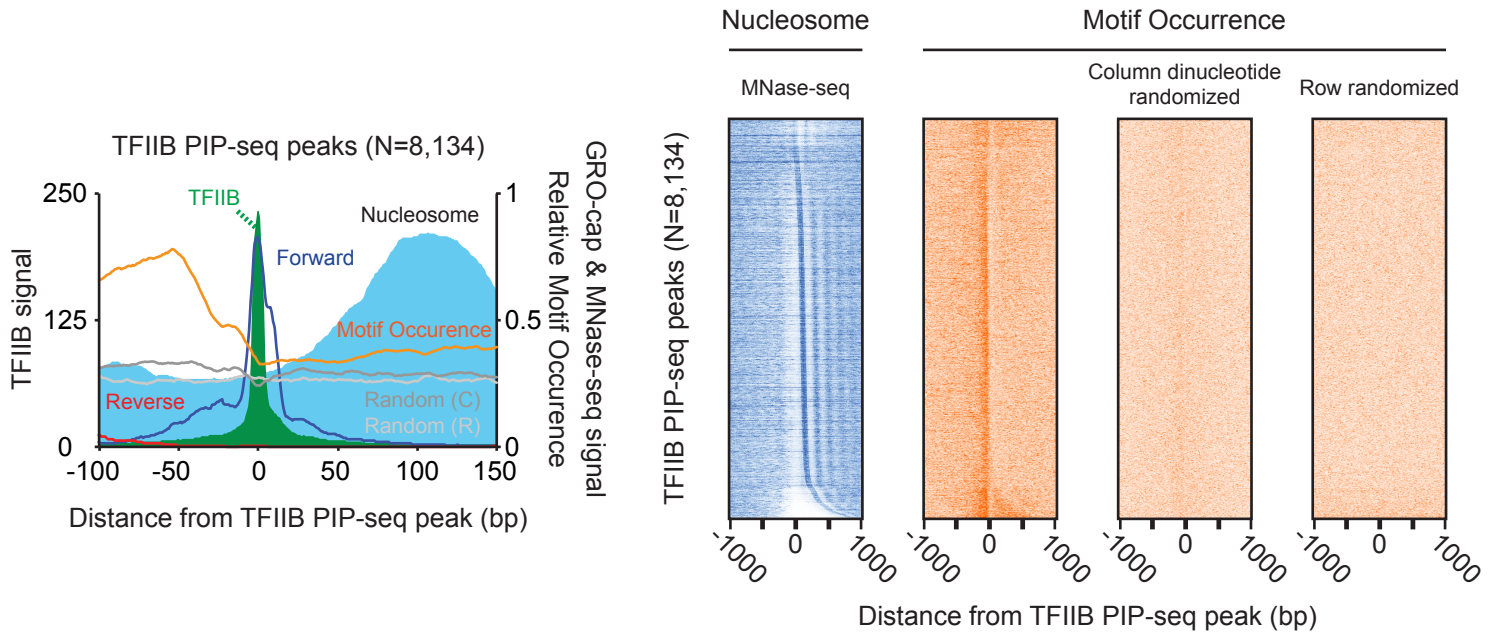 TFIIB PIP-seq peaks (N=8,134)
250
125
0
TFIIB signal
TFIIB
Nucleosome
Forward
Motif Occurence
Reverse
Random (C)
Random (R)
1
0.5
0
GRO-cap & MNase-seq signal
Relative Motif Occurence
-100
-50
0
50
100
150
Distance from TFIIB PIP-seq peak (bp)
Nucleosome
Motif Occurrence
MNase-seq
Column dinucleotide
randomized
Row randomized
TFIIB PIP-seq peaks (N=8,134)
-1000
0
1000
-1000
0
1000
-1000
0
1000
-1000
0
1000
Distance from TFIIB PIP-seq peak (bp)